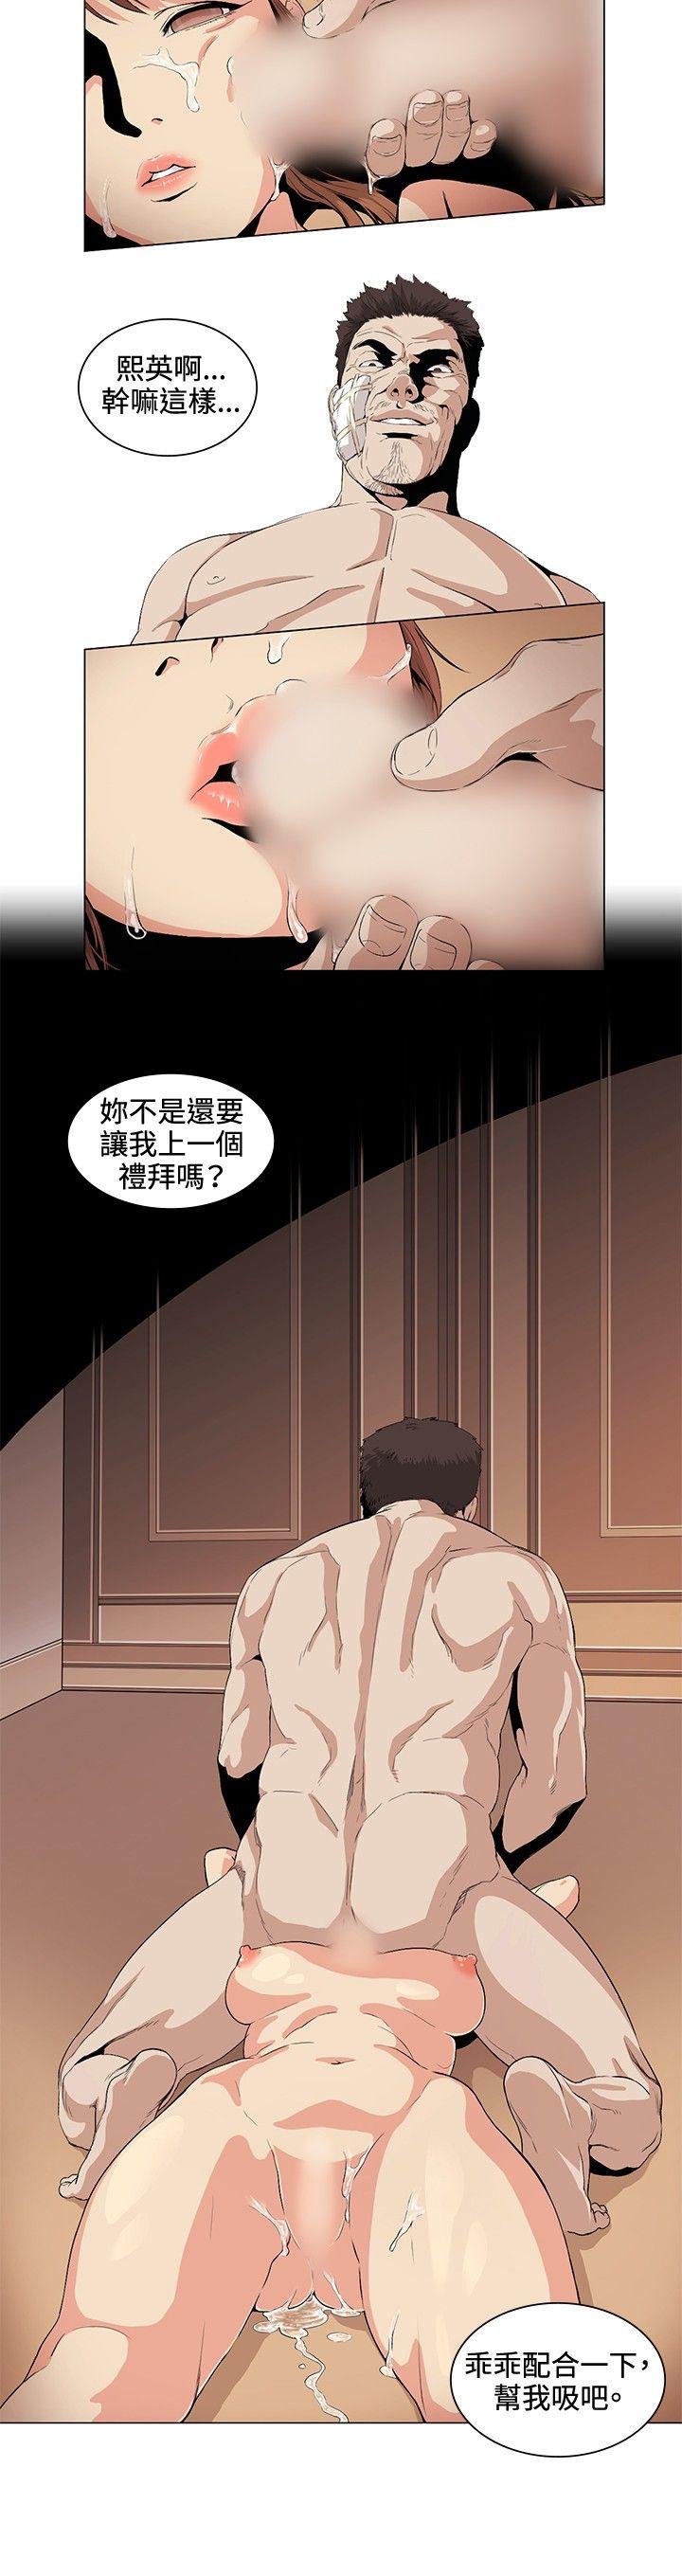 熙英啊…
幹嘛這樣…
妳不是還要
讓我上一個
禮拜嗎？
乖乖配合一下，
幫我吸吧。